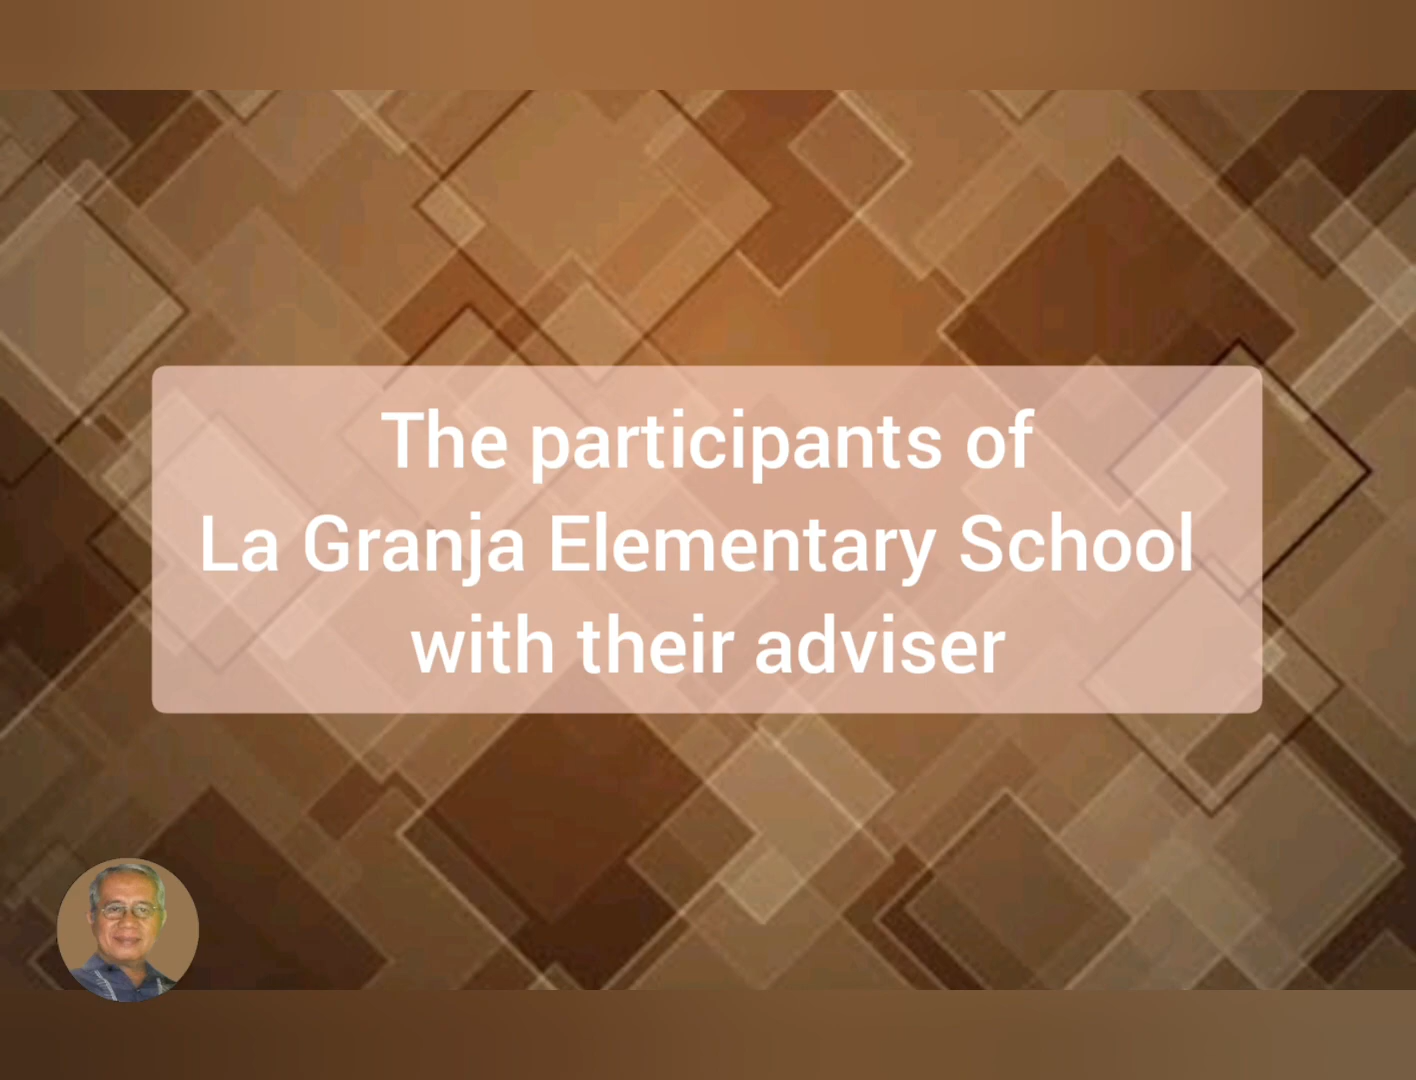 The participants of
La Granja Elementary School
with their adviser